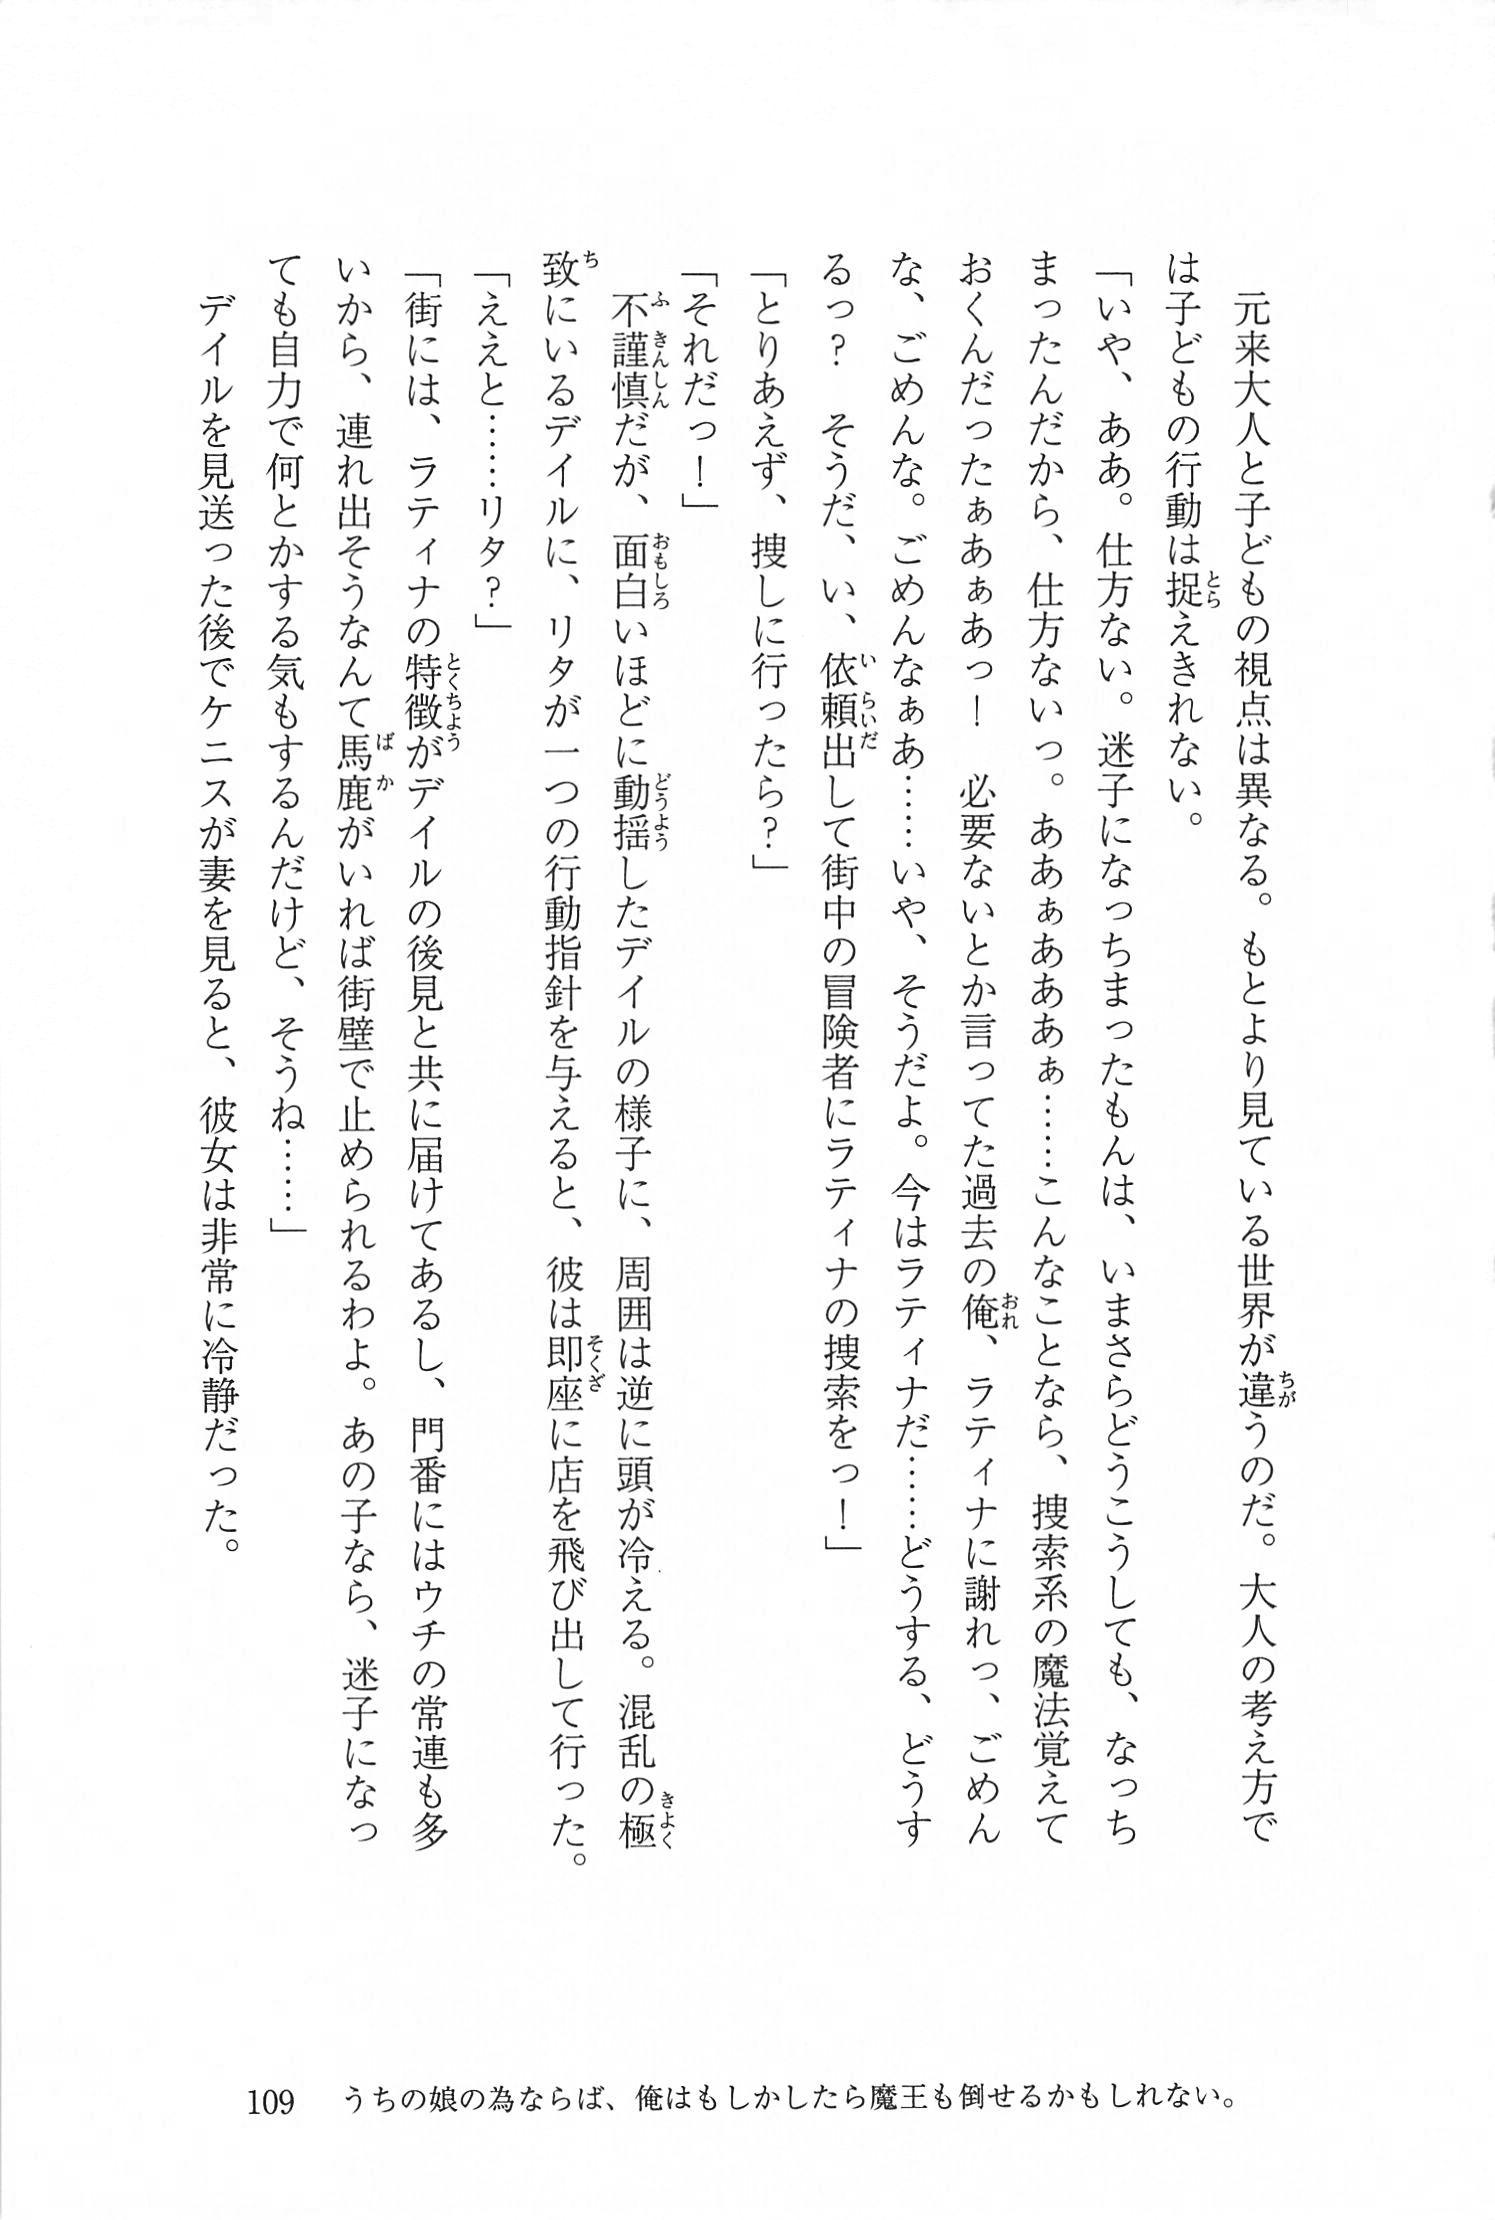 元来大人と子どもの視点は異なる。もとより見ている世界が違うのだ。大人の考え方で
は子どもの行動は捉えきれない。
「いや、ああ。仕方ない。迷子になっちまったもんは、いまさらどうこうしても、なっち
まったんだから、仕方ないっ。ああぁあああぁ……こんなことなら、捜索系の魔法覚えて
おくんだったぁあぁあっ！　必要ないとか言ってた過去の俺、ラティナに謝れっ、ごめん
な、ごめんな。ごめんなぁあ……いや、そうだよ。今はラティナだ……どうする、どうす
るっ？　そうだ、い、依頼出して街中の冒険者にラティナの捜索をっ！」
「とりあえず、捜しに行ったら？」
「それだっ！」
　不謹慎だが、面白いほどに動揺したデイルの様子に、周囲は逆に頭が冷える。混乱の極
致にいるデイルに、リタが一つの行動指針を与えると、彼は即座に店を飛び出して行った。
「ええと……リタ？」
「街には、ラティナの特徴がデイルの後見と共に届けてあるし、門番にはウチの常連も多
いから、連れ出そうなんて馬鹿がいれば街壁で止められるわよ。あの子なら、迷子になっ
ても自力で何とかする気もするんだけど、そうね……」
　デイルを見送った後でケニスが妻を見ると、彼女は非常に冷静だった。
109　うちの娘の為ならば、俺はもしかしたら魔王も倒せるかもしれない。